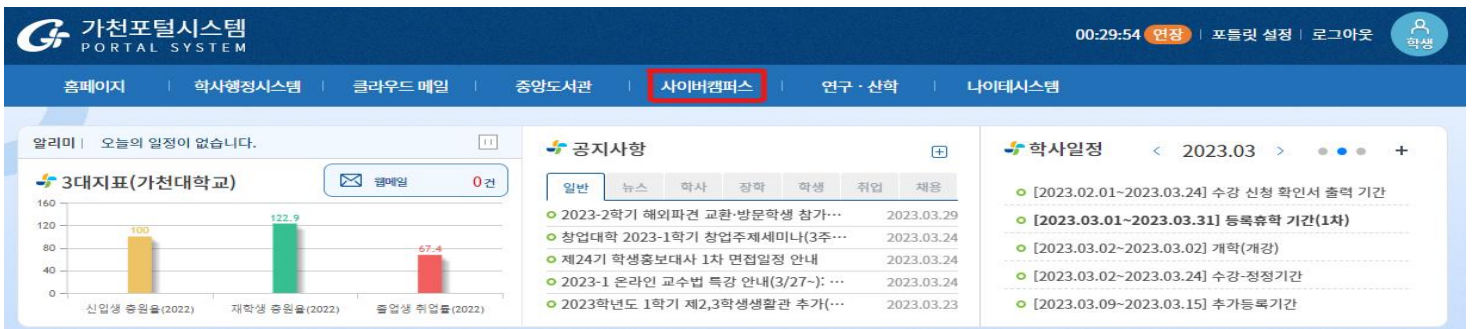 가천포털시스템
PORTAL SYSTEM
00:29:54 연장 포틀릿 설정 로그아웃
학생
홈페이지 학사행정시스템 클라우드 메일 중앙도서관 사이버캠퍼스 연구·산학 나이테시스템
알리미 오늘의 일정이 없습니다.
3대지표(가천대학교)
웹메일 0건
160
120
80
40
0
100
122.9
67.4
신입생 충원율(2022) 재학생 충원율(2022) 졸업생 취업률(2022)
공지사항
일반 뉴스 학사 장학 학생 취업 채용
2023-2학기 해외파견 교환·방문학생 참가··· 2023.03.29
창업대학 2023-1학기 창업주제세미나(3주··· 2023.03.24
제24기 학생홍보대사 1차 면접일정 안내 2023.03.24
2023-1 온라인 교수법 특강 안내(3/27~): ··· 2023.03.24
2023학년도 1학기 제2,3학생생활관 추가(··· 2023.03.23
학사일정 < 2023.03 > +
[2023.02.01~2023.03.24] 수강 신청 확인서 출력 기간
[2023.03.01~2023.03.31] 등록휴학 기간(1차)
[2023.03.02~2023.03.02] 개학(개강)
[2023.03.02~2023.03.24] 수강-정정기간
[2023.03.09~2023.03.15] 추가등록기간